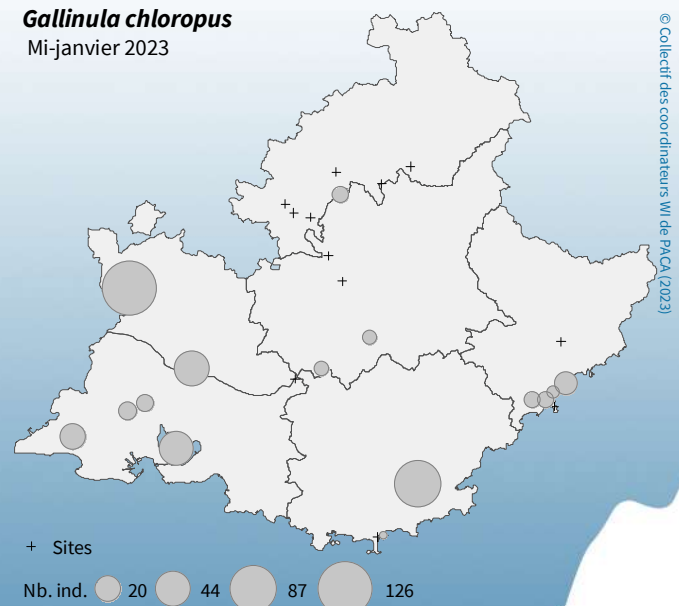 Gallinula chloropus
Mi-janvier 2023
© Collectif des coordinateurs WI de PACA (2023)
+ Sites
Nb. ind. 20 44 87 126